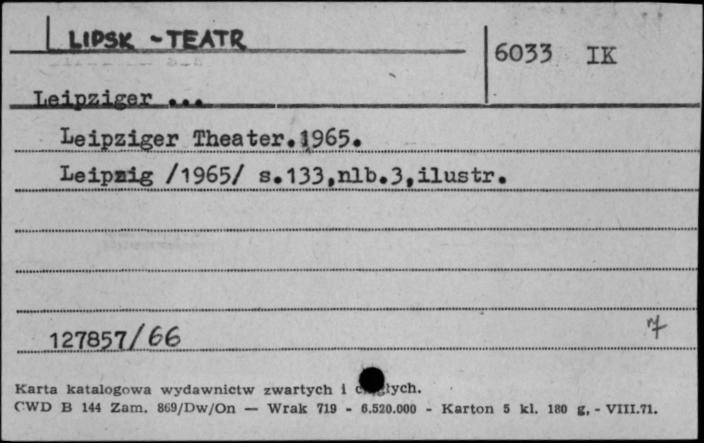 LIPSK - TEATR
6033 IK
Leipziger ...
Leipziger Theater.1965.
Leipzig /1965/ s.133,nlb.3,ilustr.
127857/66
Karta katalogowa wydawnictw zwartych i
CWD B 144 Zam. 869/Dw/On — Wrak 719 - 6.520.000 - Karton 5 kl. 180 g. - VIII.71.